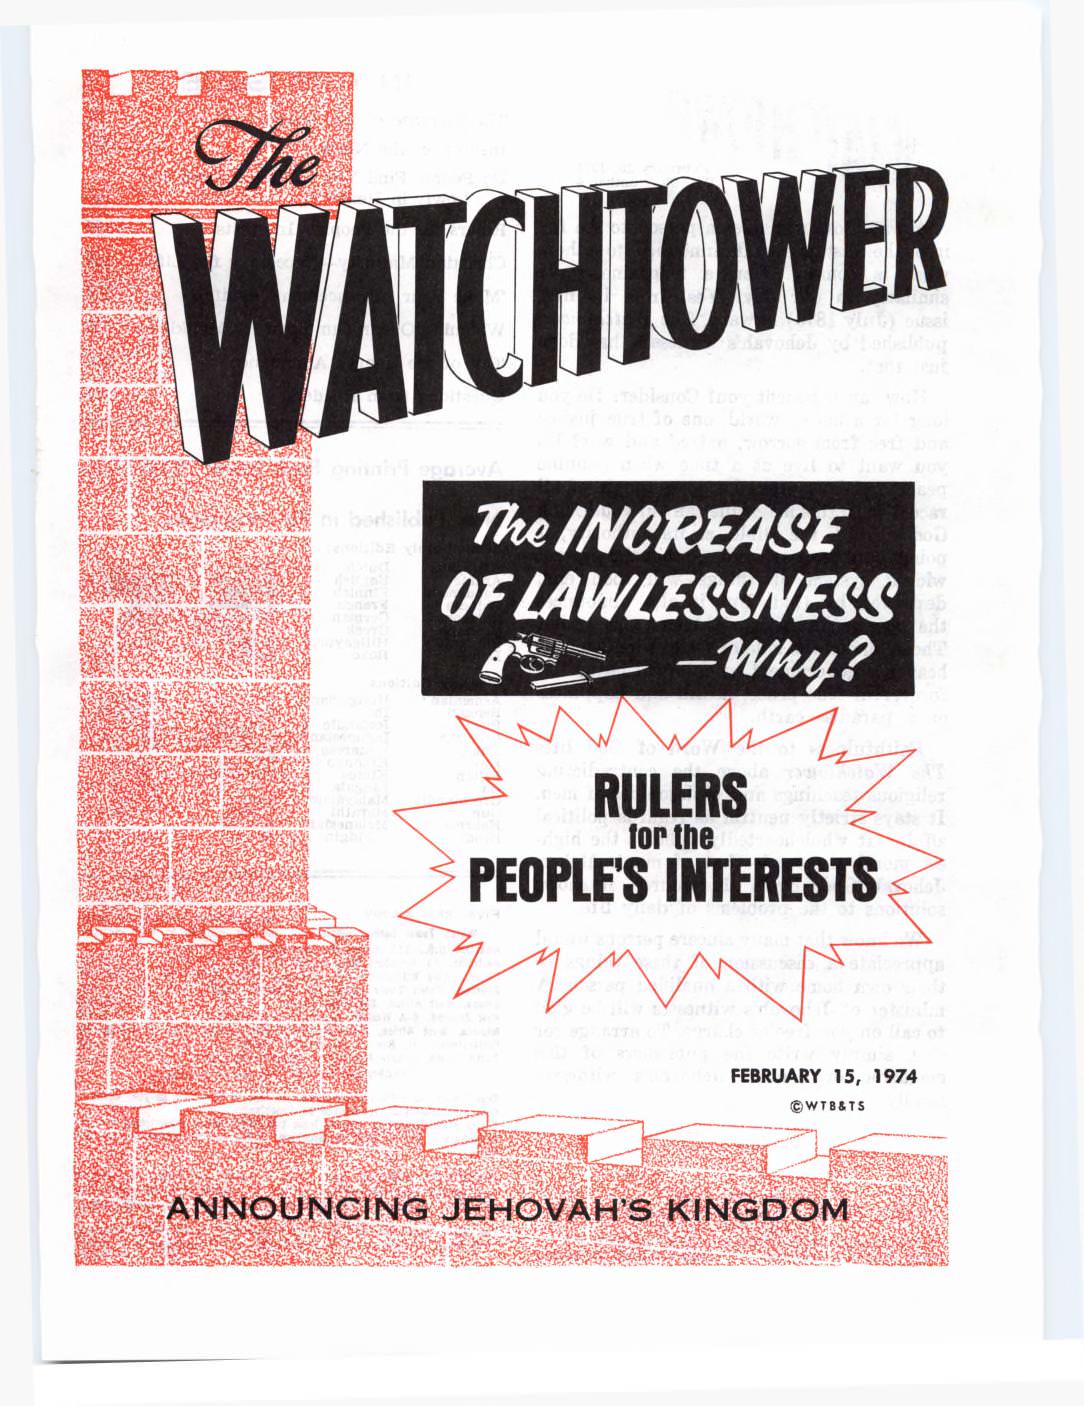 The
WATCHTOWER
The INCREASE
OF LAWLESSNESS
—Why?
RULERS
for the
PEOPLE'S INTERESTS
FEBRUARY 15, 1974
©WTB&TS
ANNOUNCING JEHOVAH'S KINGDOM